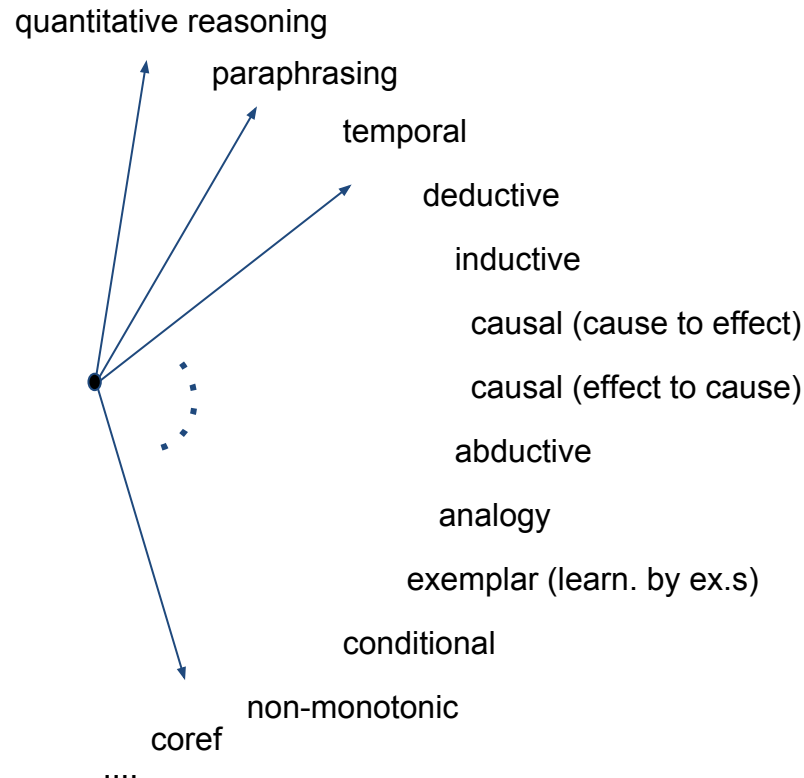 quantitative reasoning
paraphrasing
temporal
deductive
inductive
causal (cause to effect)
causal (effect to cause)
abductive
analogy
exemplar (learn. by ex.s)
conditional
non-monotonic
coref
....